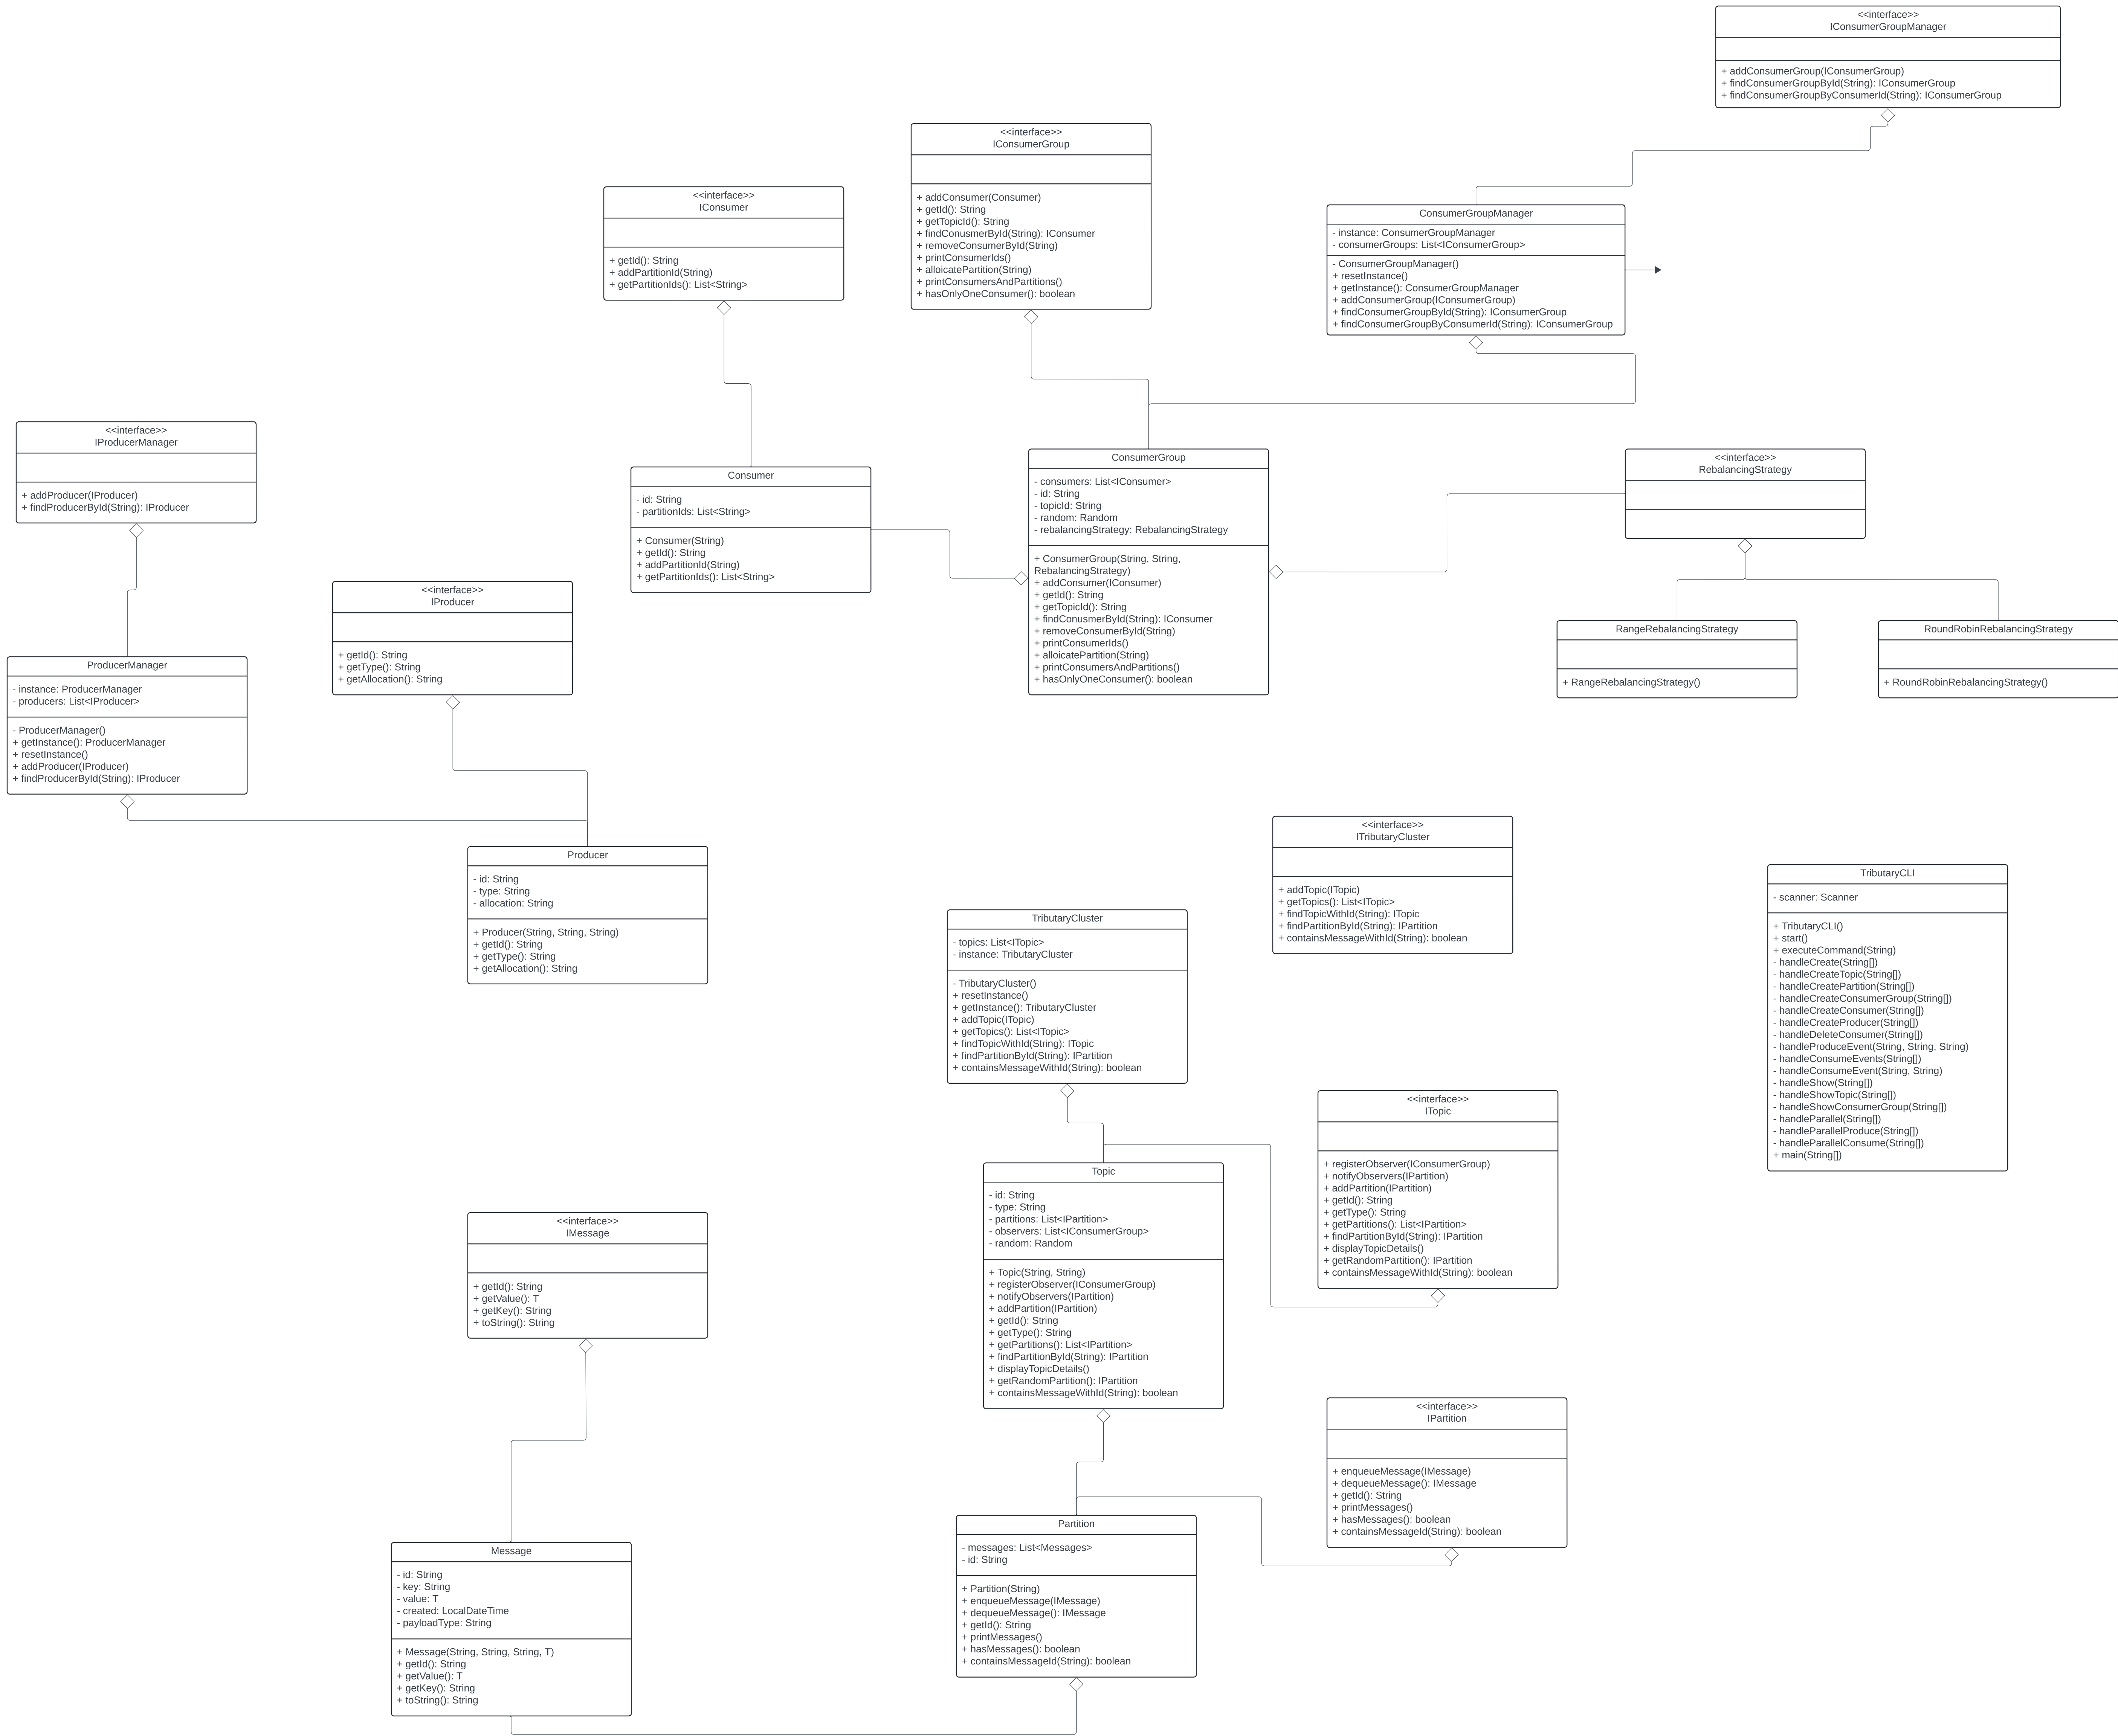 <<interface>>
IConsumerGroupManager
+ addConsumerGroup(IConsumerGroup)
+ findConsumerGroupById(String): IConsumerGroup
+ findConsumerGroupByConsumerId(String): IConsumerGroup
<<interface>>
IConsumerGroup
+ addConsumer(Consumer)
+ getId(): String
+ getTopicId(): String
+ findConusmerById(String): IConsumer
+ removeConsumerById(String)
+ printConsumerIds()
+ alloicatePartition(String)
+ printConsumersAndPartitions()
+ hasOnlyOneConsumer(): boolean
<<interface>>
IConsumer
+ getId(): String
+ addPartitionId(String)
+ getPartitionIds(): List<String>
ConsumerGroupManager
- instance: ConsumerGroupManager
- consumerGroups: List<IConsumerGroup>
- ConsumerGroupManager()
+ resetInstance()
+ getInstance(): ConsumerGroupManager
+ addConsumerGroup(IConsumerGroup)
+ findConsumerGroupById(String): IConsumerGroup
+ findConsumerGroupByConsumerId(String): IConsumerGroup
<<interface>>
IProducerManager
+ addProducer(IProducer)
+ findProducerById(String): IProducer
Consumer
- id: String
- partitionIds: List<String>
+ Consumer(String)
+ getId(): String
+ addPartitionId(String)
+ getPartitionIds(): List<String>
ConsumerGroup
- consumers: List<IConsumer>
- id: String
- topicId: String
- random: Random
- rebalancingStrategy: RebalancingStrategy
+ ConsumerGroup(String, String,
RebalancingStrategy)
+ addConsumer(IConsumer)
+ getId(): String
+ getTopicId(): String
+ findConusmerById(String): IConsumer
+ removeConsumerById(String)
+ printConsumerIds()
+ alloicatePartition(String)
+ printConsumersAndPartitions()
+ hasOnlyOneConsumer(): boolean
<<interface>>
RebalancingStrategy
RangeRebalancingStrategy
+ RangeRebalancingStrategy()
RoundRobinRebalancingStrategy
+ RoundRobinRebalancingStrategy()
<<interface>>
IProducer
+ getId(): String
+ getType(): String
+ getAllocation(): String
ProducerManager
- instance: ProducerManager
- producers: List<IProducer>
- ProducerManager()
+ getInstance(): ProducerManager
+ resetInstance()
+ addProducer(IProducer)
+ findProducerById(String): IProducer
Producer
- id: String
- type: String
- allocation: String
+ Producer(String, String, String)
+ getId(): String
+ getType(): String
+ getAllocation(): String
<<interface>>
ITributaryCluster
+ addTopic(ITopic)
+ getTopics(): List<ITopic>
+ findTopicWithId(String): ITopic
+ findPartitionById(String): IPartition
+ containsMessageWithId(String): boolean
TributaryCLI
- scanner: Scanner
+ TributaryCLI()
+ start()
+ executeCommand(String)
- handleCreate(String[])
- handleCreateTopic(String[])
- handleCreatePartition(String[])
- handleCreateConsumerGroup(String[])
- handleCreateConsumer(String[])
- handleCreateProducer(String[])
- handleDeleteConsumer(String[])
- handleProduceEvent(String, String, String)
- handleConsumeEvents(String[])
- handleConsumeEvent(String, String)
- handleShow(String[])
- handleShowTopic(String[])
- handleShowConsumerGroup(String[])
- handleParallel(String[])
- handleParallelProduce(String[])
- handleParallelConsume(String[])
+ main(String[])
TributaryCluster
- topics: List<ITopic>
- instance: TributaryCluster
- TributaryCluster()
+ resetInstance()
+ getInstance(): TributaryCluster
+ addTopic(ITopic)
+ getTopics(): List<ITopic>
+ findTopicWithId(String): ITopic
+ findPartitionById(String): IPartition
+ containsMessageWithId(String): boolean
<<interface>>
ITopic
+ registerObserver(IConsumerGroup)
+ notifyObservers(IPartition)
+ addPartition(IPartition)
+ getId(): String
+ getType(): String
+ getPartitions(): List<IPartition>
+ findPartitionById(String): IPartition
+ displayTopicDetails()
+ getRandomPartition(): IPartition
+ containsMessageWithId(String): boolean
Topic
- id: String
- type: String
- partitions: List<IPartition>
- observers: List<IConsumerGroup>
- random: Random
+ Topic(String, String)
+ registerObserver(IConsumerGroup)
+ notifyObservers(IPartition)
+ addPartition(IPartition)
+ getId(): String
+ getType(): String
+ getPartitions(): List<IPartition>
+ findPartitionById(String): IPartition
+ displayTopicDetails()
+ getRandomPartition(): IPartition
+ containsMessageWithId(String): boolean
<<interface>>
IMessage
+ getId(): String
+ getValue(): T
+ getKey(): String
+ toString(): String
<<interface>>
IPartition
+ enqueueMessage(IMessage)
+ dequeueMessage(): IMessage
+ getId(): String
+ printMessages()
+ hasMessages(): boolean
+ containsMessageId(String): boolean
Partition
- messages: List<Messages>
- id: String
+ Partition(String)
+ enqueueMessage(IMessage)
+ dequeueMessage(): IMessage
+ getId(): String
+ printMessages()
+ hasMessages(): boolean
+ containsMessageId(String): boolean
Message
- id: String
- key: String
- value: T
- created: LocalDateTime
- payloadType: String
+ Message(String, String, String, T)
+ getId(): String
+ getValue(): T
+ getKey(): String
+ toString(): String